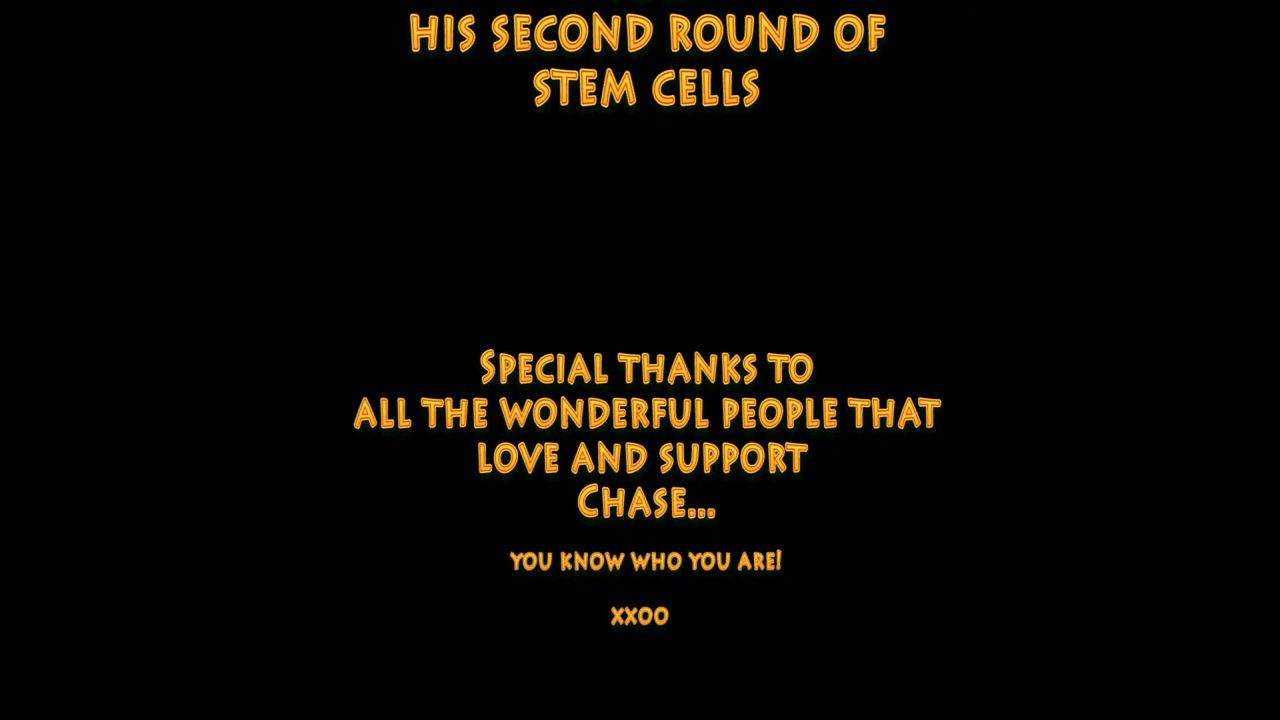 HIS SECOND ROUND OF
STEM CELLS
SPECIAL THANKS TO
ALL THE WONDERFUL PEOPLE THAT
LOVE AND SUPPORT
CHASE...
YOU KNOW WHO YOU ARE!
XXOO